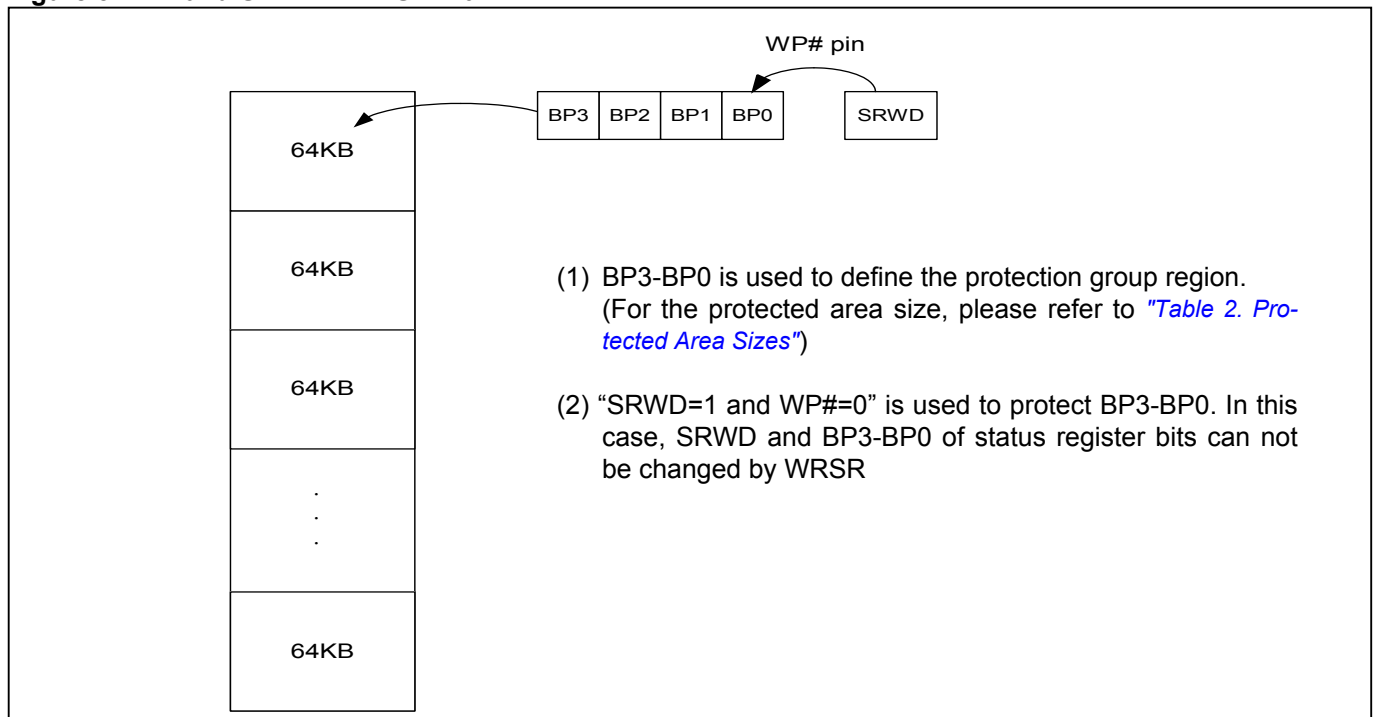 WP# pin
BP3 BP2 BP1 BP0 SRWD
64KB
64KB
(1) BP3-BP0 is used to define the protection group region.
(For the protected area size, please refer to "Table 2. Pro-
tected Area Sizes")
64KB
(2) “SRWD=1 and WP#=0” is used to protect BP3-BP0. In this
case, SRWD and BP3-BP0 of status register bits can not
be changed by WRSR
.
.
.
64KB